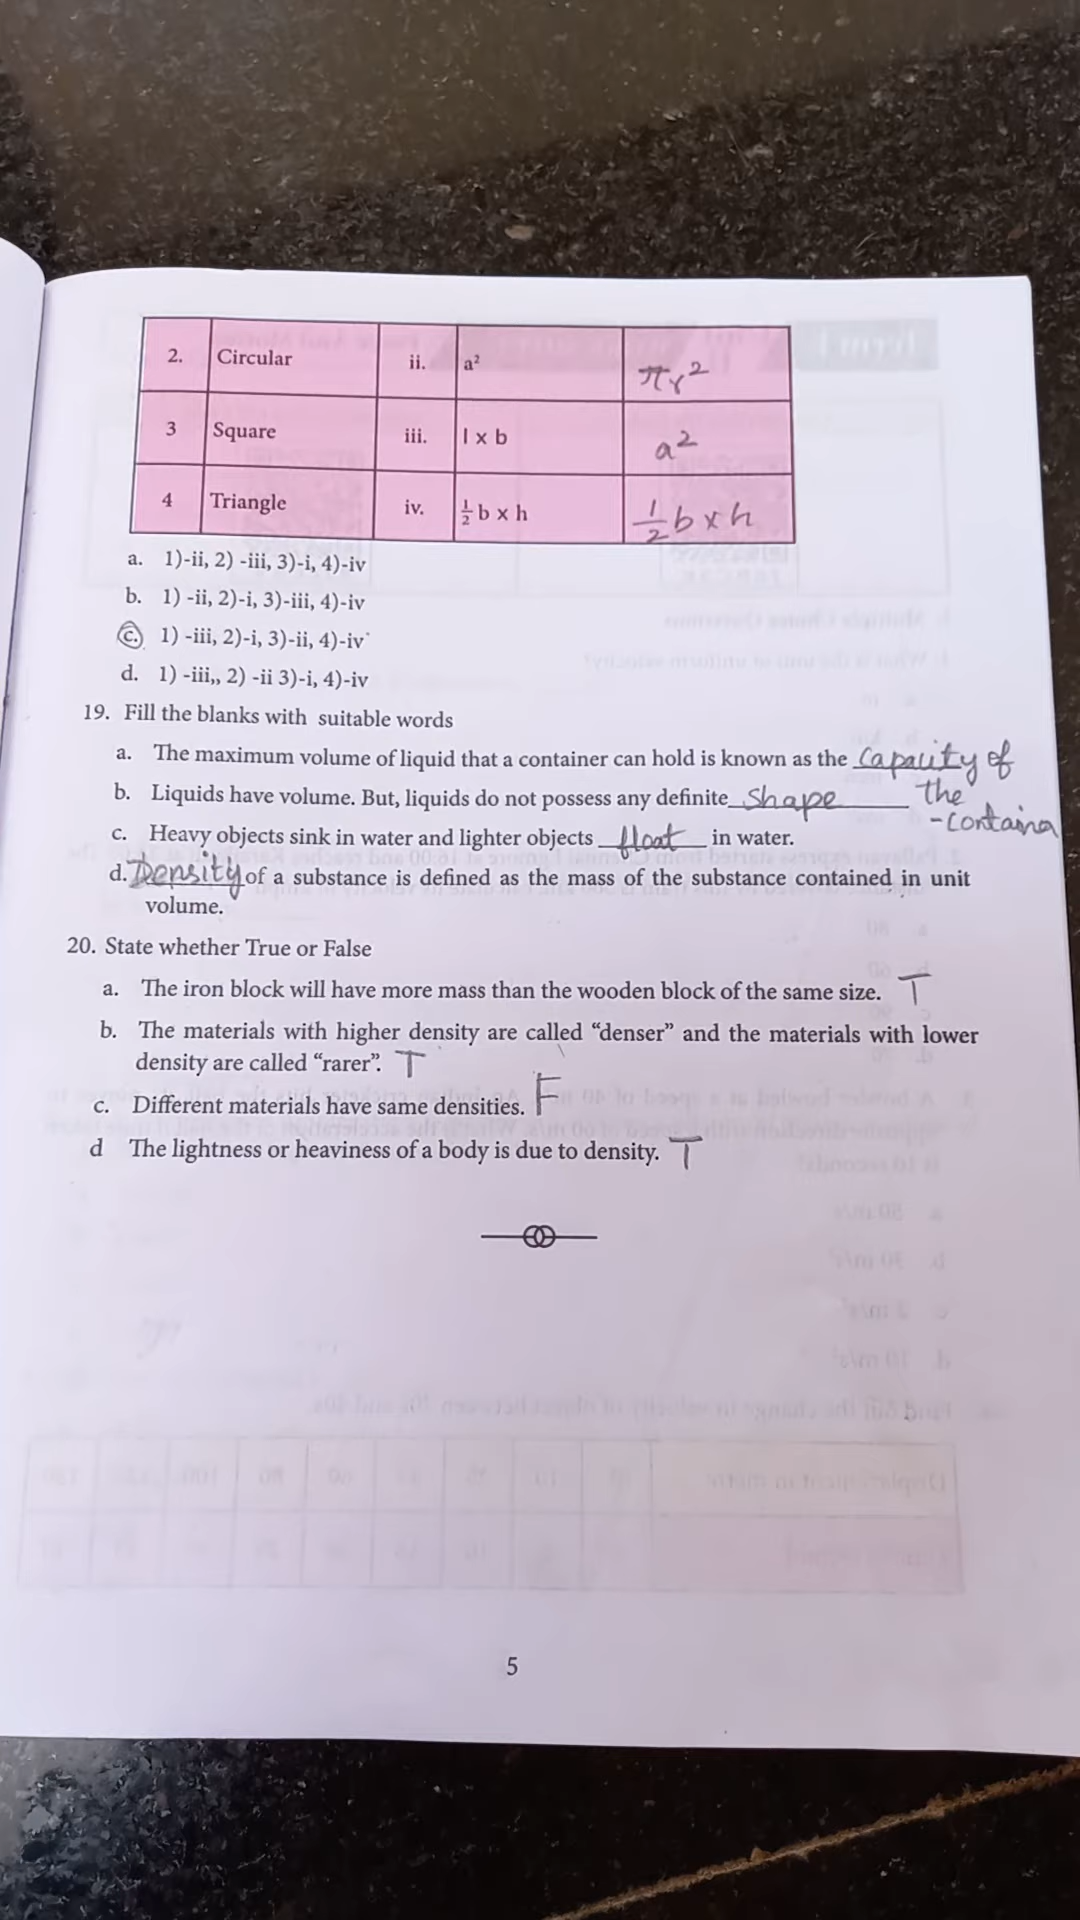 2. Circular ii. a² πr²
3 Square iii. l x b a²
4 Triangle iv. ½ b x h ½ b x h
a. 1)-ii, 2) -iii, 3)-i, 4)-iv
b. 1) -ii, 2)-i, 3)-iii, 4)-iv
c. 1) -iii, 2)-i, 3)-ii, 4)-iv
d. 1) -iii,, 2) -ii 3)-i, 4)-iv
19. Fill the blanks with suitable words
a. The maximum volume of liquid that a container can hold is known as the Capacity of
the
- Container
b. Liquids have volume. But, liquids do not possess any definite Shape
c. Heavy objects sink in water and lighter objects float in water.
d. Density of a substance is defined as the mass of the substance contained in unit
volume.
20. State whether True or False
a. The iron block will have more mass than the wooden block of the same size. T
b. The materials with higher density are called “denser” and the materials with lower
density are called “rarer”. T
c. Different materials have same densities. F
d The lightness or heaviness of a body is due to density. T
5